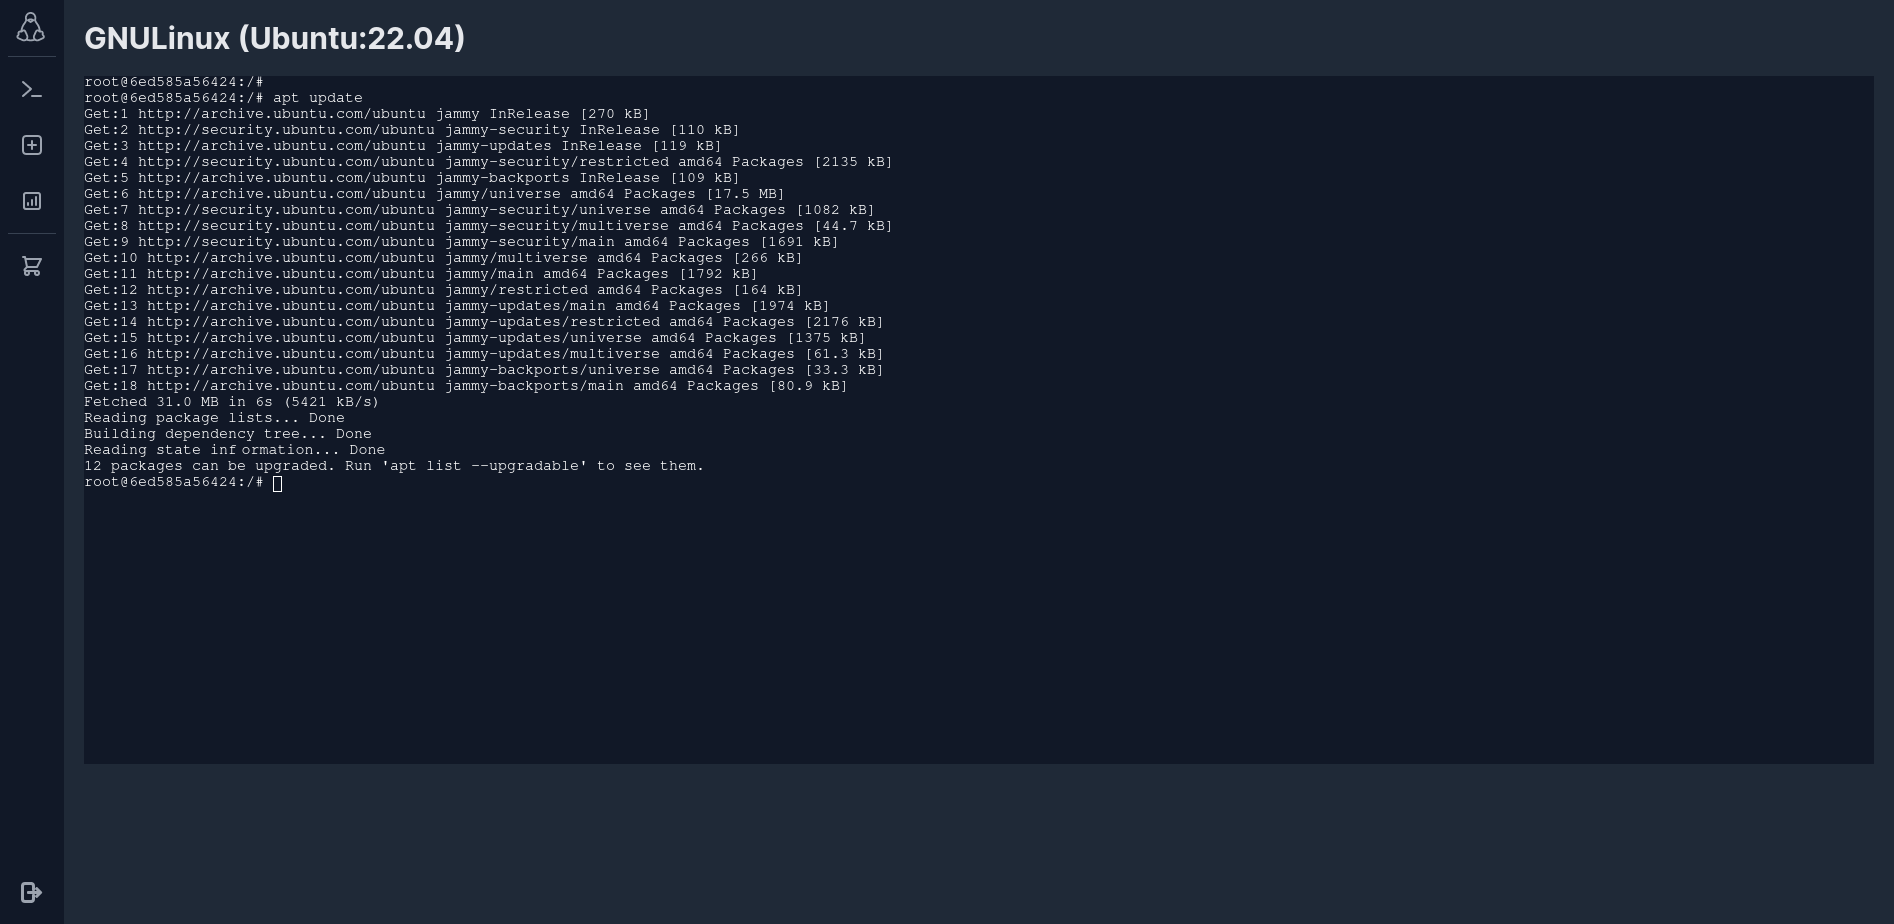 GNULinux (Ubuntu:22.04)
root@6ed585a56424:/#
root@6ed585a56424:/# apt update
Get:1 http://archive.ubuntu.com/ubuntu jammy InRelease [270 kB]
Get:2 http://security.ubuntu.com/ubuntu jammy-security InRelease [110 kB]
Get:3 http://archive.ubuntu.com/ubuntu jammy-updates InRelease [119 kB]
Get:4 http://security.ubuntu.com/ubuntu jammy-security/restricted amd64 Packages [2135 kB]
Get:5 http://archive.ubuntu.com/ubuntu jammy-backports InRelease [109 kB]
Get:6 http://archive.ubuntu.com/ubuntu jammy/universe amd64 Packages [17.5 MB]
Get:7 http://security.ubuntu.com/ubuntu jammy-security/universe amd64 Packages [1082 kB]
Get:8 http://security.ubuntu.com/ubuntu jammy-security/multiverse amd64 Packages [44.7 kB]
Get:9 http://security.ubuntu.com/ubuntu jammy-security/main amd64 Packages [1691 kB]
Get:10 http://archive.ubuntu.com/ubuntu jammy/multiverse amd64 Packages [266 kB]
Get:11 http://archive.ubuntu.com/ubuntu jammy/main amd64 Packages [1792 kB]
Get:12 http://archive.ubuntu.com/ubuntu jammy/restricted amd64 Packages [164 kB]
Get:13 http://archive.ubuntu.com/ubuntu jammy-updates/main amd64 Packages [1974 kB]
Get:14 http://archive.ubuntu.com/ubuntu jammy-updates/restricted amd64 Packages [2176 kB]
Get:15 http://archive.ubuntu.com/ubuntu jammy-updates/universe amd64 Packages [1375 kB]
Get:16 http://archive.ubuntu.com/ubuntu jammy-updates/multiverse amd64 Packages [61.3 kB]
Get:17 http://archive.ubuntu.com/ubuntu jammy-backports/universe amd64 Packages [33.3 kB]
Get:18 http://archive.ubuntu.com/ubuntu jammy-backports/main amd64 Packages [80.9 kB]
Fetched 31.0 MB in 6s (5421 kB/s)
Reading package lists... Done
Building dependency tree... Done
Reading state information... Done
12 packages can be upgraded. Run 'apt list --upgradable' to see them.
root@6ed585a56424:/#